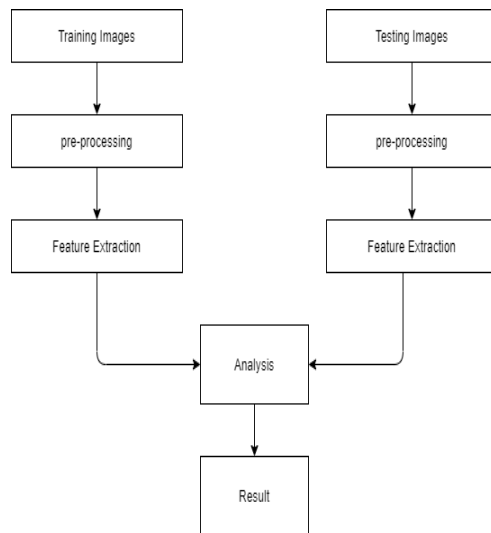 Training Images
Testing Images
pre-processing
pre-processing
Feature Extraction
Feature Extraction
Analysis
Result